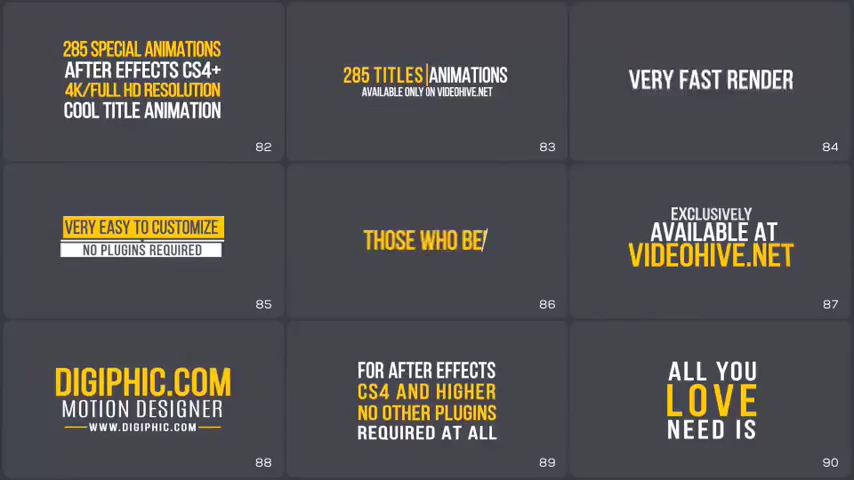 285 SPECIAL ANIMATIONS
AFTER EFFECTS CS4+
4K/FULL HD RESOLUTION
COOL TITLE ANIMATION
82
285 TITLES|ANIMATIONS
AVAILABLE ONLY ON VIDEOHIVE.NET
83
VERY FAST RENDER
84
VERY EASY TO CUSTOMIZE
NO PLUGINS REQUIRED
85
THOSE WHO BE/
86
EXCLUSIVELY
AVAILABLE AT
VIDEOHIVE.NET
87
DIGIPHIC.COM
MOTION DESIGNER
WWW.DIGIPHIC.COM
88
FOR AFTER EFFECTS
CS4 AND HIGHER
NO OTHER PLUGINS
REQUIRED AT ALL
89
ALL YOU
LOVE
NEED IS
90